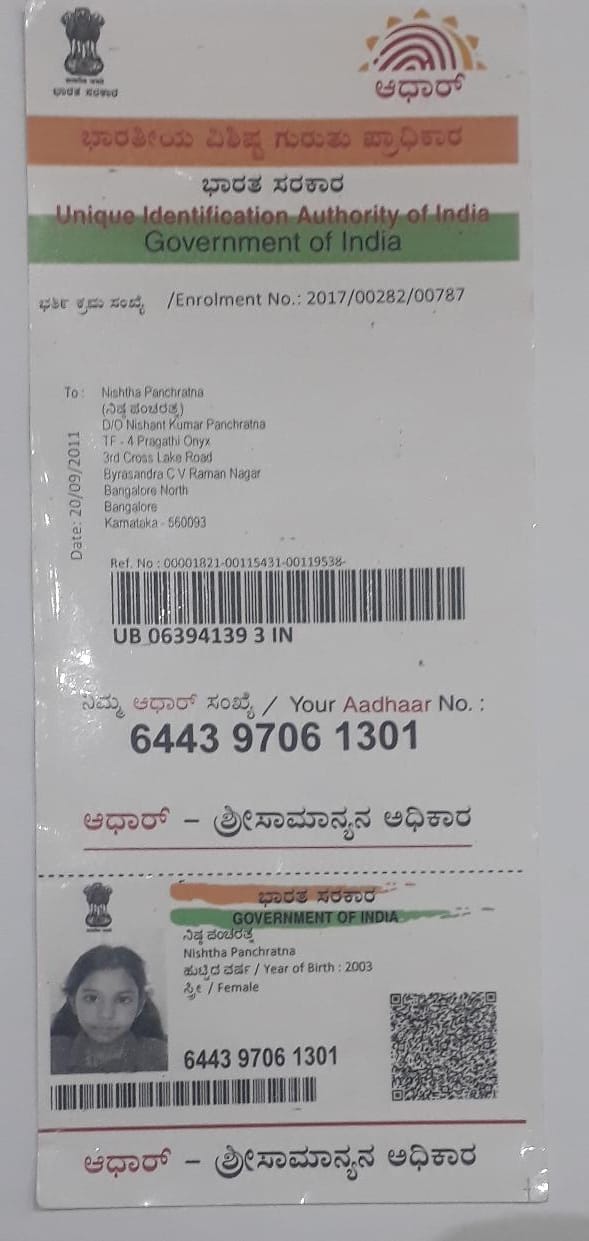 ಭಾರತ ಸರಕಾರ
ಆಧಾರ್
ಭಾರತೀಯ ವಿಶಿಷ್ಟ ಗುರುತು ಪ್ರಾಧಿಕಾರ
ಭಾರತ ಸರಕಾರ
Unique Identification Authority of India
Government of India
ಭರ್ತಿ ಕ್ರಮ ಸಂಖ್ಯೆ /Enrolment No.: 2017/00282/00787
To : Nishtha Panchratna
(ನಿಷ್ಠ ಪಂಚರತ್ನ)
D/O Nishant Kumar Panchratna
TF - 4 Pragathi Onyx
3rd Cross Lake Road
Byrasandra C V Raman Nagar
Bangalore North
Bangalore
Karnataka - 560093
Date: 20/09/2011
Ref. No : 00001821-00115431-00119538-
UB 06394139 3 IN
ನಿಮ್ಮ ಆಧಾರ್ ಸಂಖ್ಯೆ / Your Aadhaar No. :
6443 9706 1301
ಆಧಾರ್ – ಶ್ರೀಸಾಮಾನ್ಯನ ಅಧಿಕಾರ
ಭಾರತ ಸರಕಾರ
GOVERNMENT OF INDIA
ನಿಷ್ಠ ಪಂಚರತ್ನ
Nishtha Panchratna
ಹುಟ್ಟಿದ ವರ್ಷ / Year of Birth : 2003
ಸ್ತ್ರೀ / Female
6443 9706 1301
ಆಧಾರ್ – ಶ್ರೀಸಾಮಾನ್ಯನ ಅಧಿಕಾರ